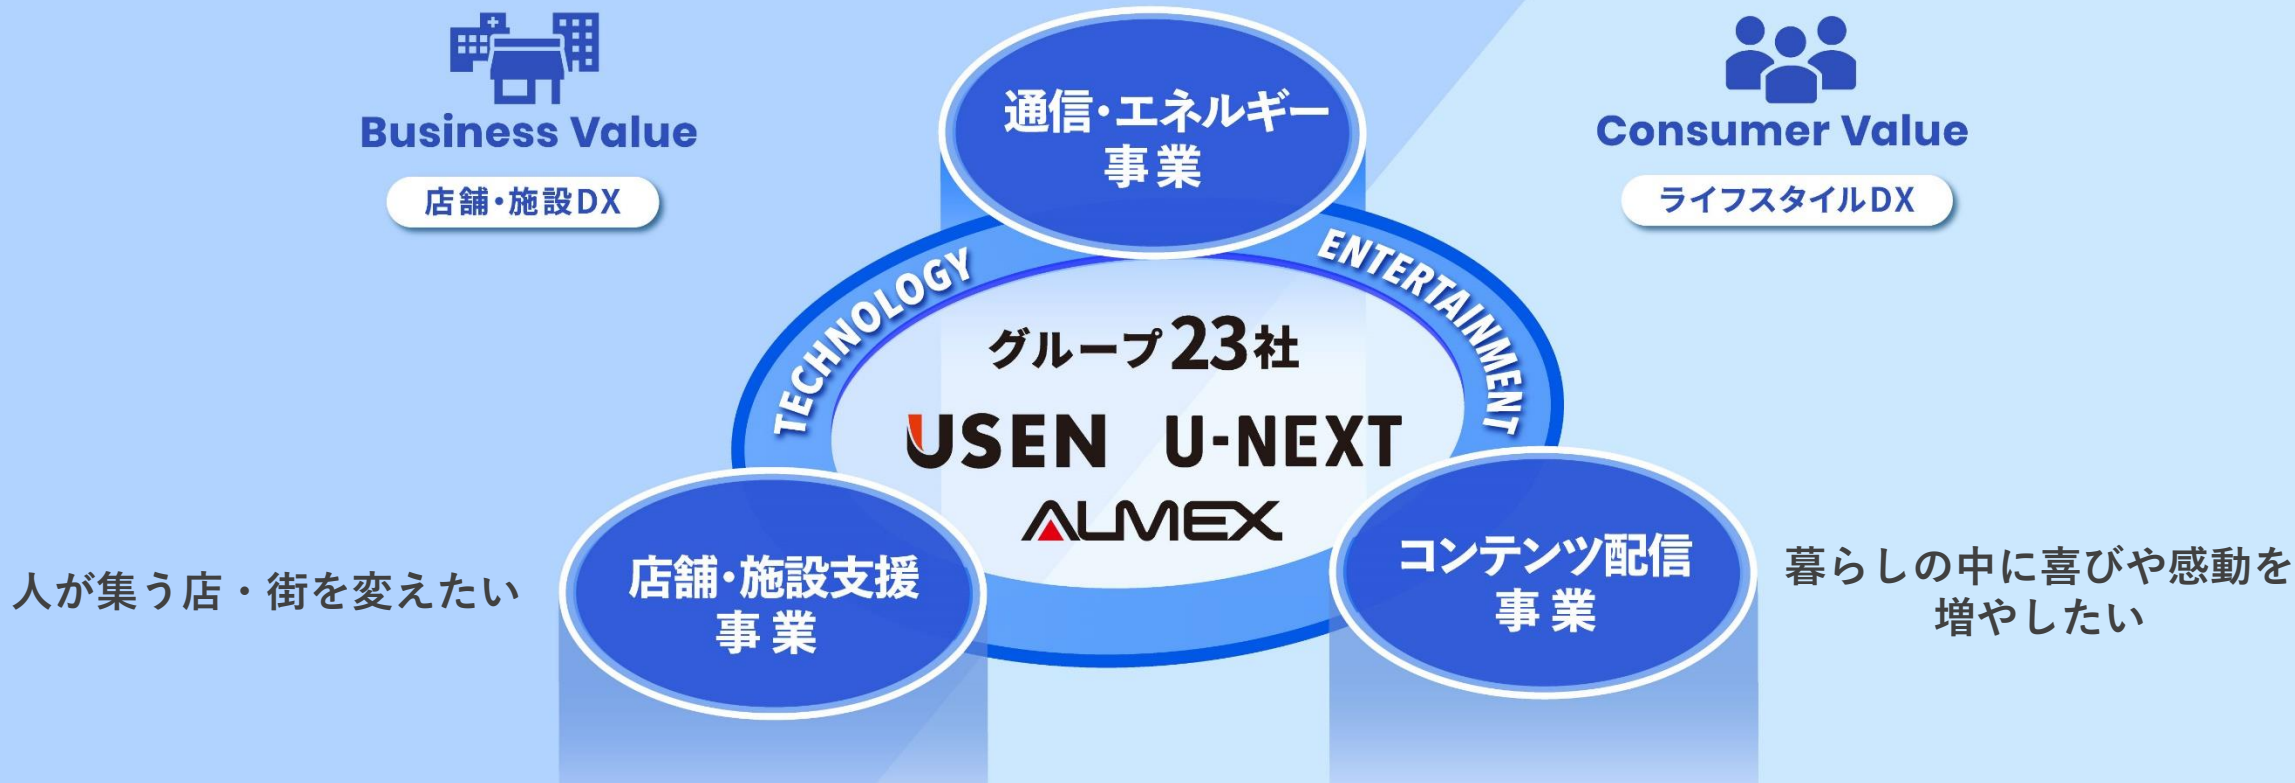 Business Value
店舗・施設DX
通信・エネルギー
事業
Consumer Value
ライフスタイルDX
TECHNOLOGY
ENTERTAINMENT
グループ23社
USEN U-NEXT
ALMEX
人が集う店・街を変えたい
店舗・施設支援
事業
コンテンツ配信
事業
暮らしの中に喜びや感動を
増やしたい